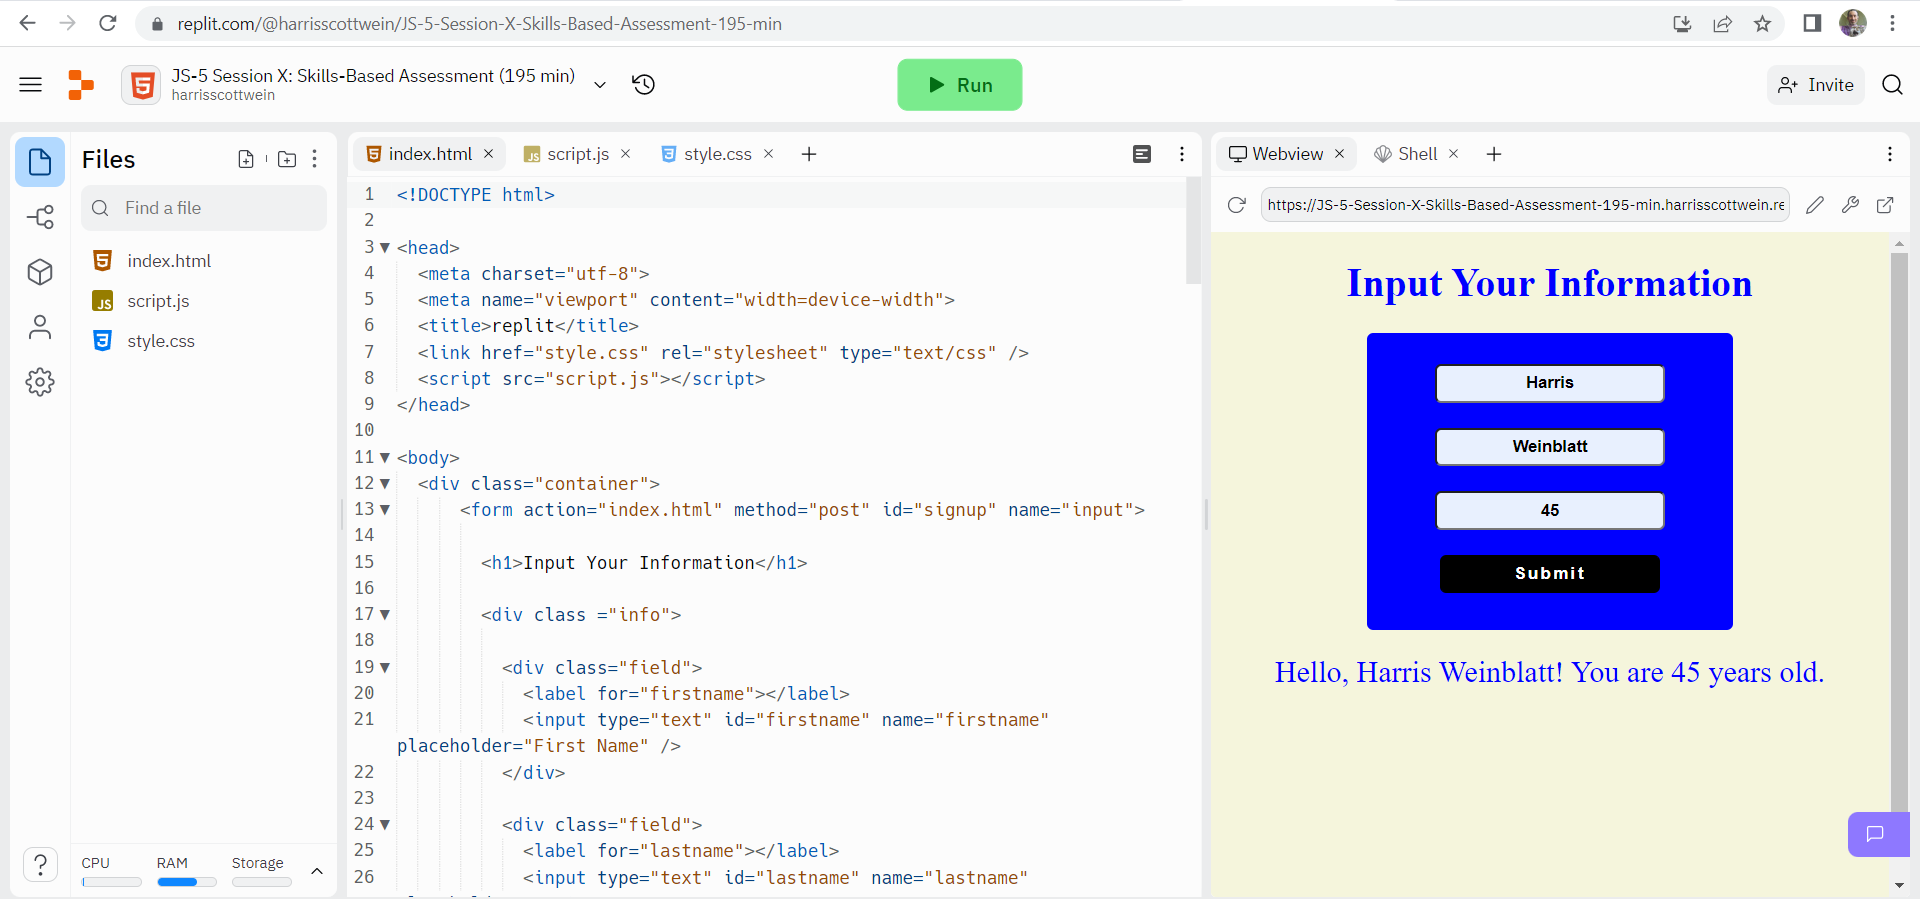 replit.com/@harrisscottwein/JS-5-Session-X-Skills-Based-Assessment-195-min
JS-5 Session X: Skills-Based Assessment (195 min)
harrisscottwein
Run
Invite
Files
Find a file
index.html
JS script.js
style.css
CPU RAM Storage
?
index.html
JS script.js
style.css
1 <!DOCTYPE html>
2
3 <head>
4 <meta charset="utf-8">
5 <meta name="viewport" content="width=device-width">
6 <title>replit</title>
7 <link href="style.css" rel="stylesheet" type="text/css" />
8 <script src="script.js"></script>
9 </head>
10
11 <body>
12 <div class="container">
13 <form action="index.html" method="post" id="signup" name="input">
14
15 <h1>Input Your Information</h1>
16
17 <div class ="info">
18
19 <div class="field">
20 <label for="firstname"></label>
21 <input type="text" id="firstname" name="firstname"
placeholder="First Name" />
22 </div>
23
24 <div class="field">
25 <label for="lastname"></label>
26 <input type="text" id="lastname" name="lastname"
Webview
Shell
https://JS-5-Session-X-Skills-Based-Assessment-195-min.harrisscottwein.re
Input Your Information
Harris
Weinblatt
45
Submit
Hello, Harris Weinblatt! You are 45 years old.